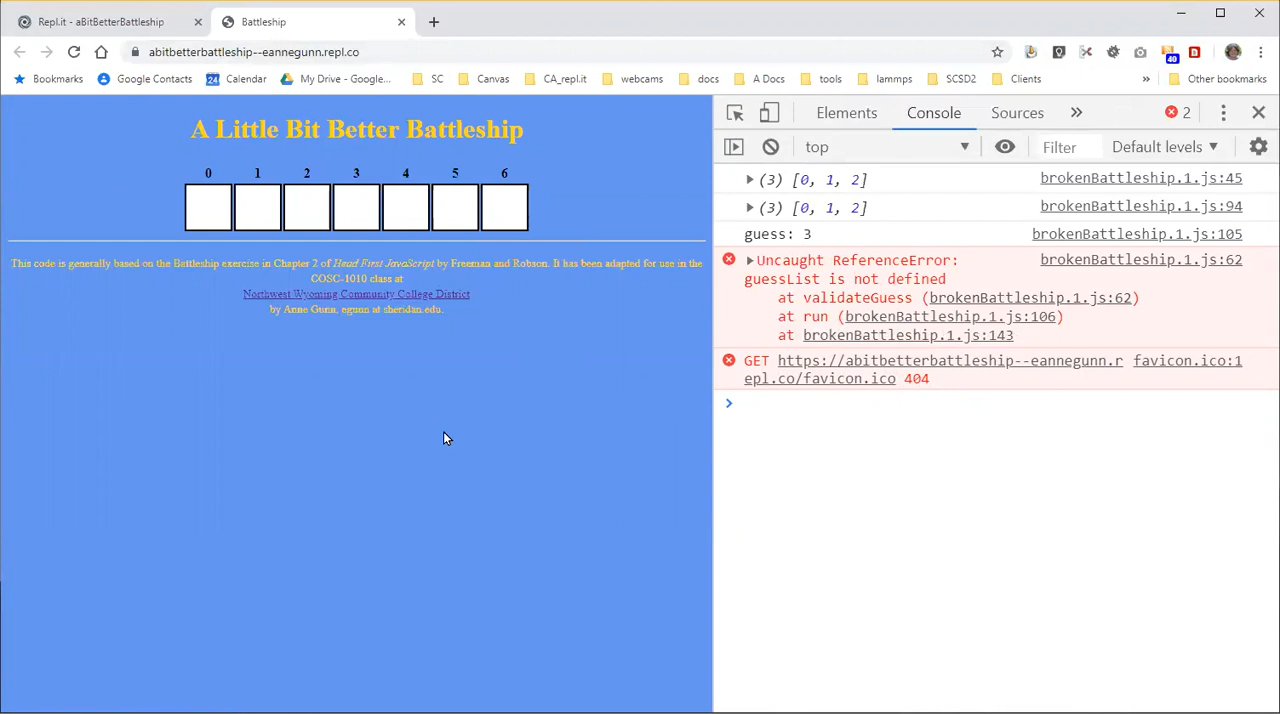 Repl.it - aBitBetterBattleship
Battleship
abitbetterbattleship--eannegunn.repl.co
40
Bookmarks Google Contacts Calendar My Drive - Google... SC Canvas CA_repl.it webcams docs A Docs tools lammps SCSD2 Clients » Other bookmarks
A Little Bit Better Battleship
0 1 2 3 4 5 6
This code is generally based on the Battleship exercise in Chapter 2 of Head First JavaScript by Freeman and Robson. It has been adapted for use in the
COSC-1010 class at
Northwest Wyoming Community College District
by Anne Gunn, egunn at sheridan.edu.
Elements Console Sources » 2
top Filter Default levels
(3) [0, 1, 2] brokenBattleship.1.js:45
(3) [0, 1, 2] brokenBattleship.1.js:94
guess: 3 brokenBattleship.1.js:105
Uncaught ReferenceError: brokenBattleship.1.js:62
guessList is not defined
at validateGuess (brokenBattleship.1.js:62)
at run (brokenBattleship.1.js:106)
at brokenBattleship.1.js:143
GET https://abitbetterbattleship--eannegunn.r favicon.ico:1
epl.co/favicon.ico 404